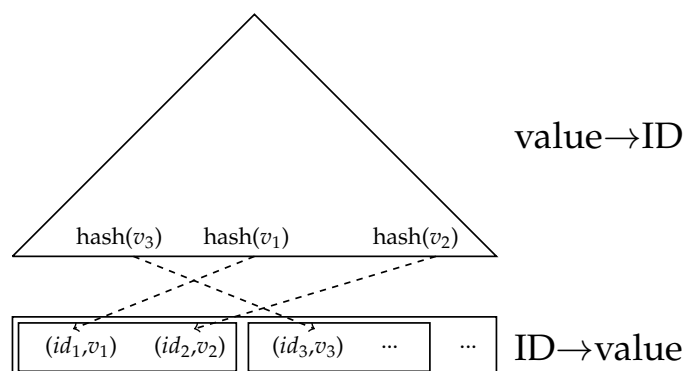 value→ID
hash(v₃) hash(v₁) hash(v₂)
(id₁,v₁) (id₂,v₂) (id₃,v₃) ... ... ID→value